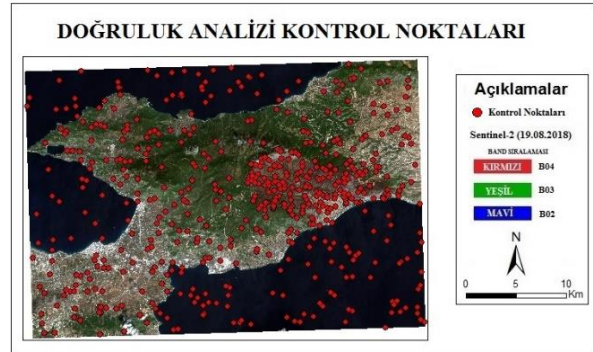 DOĞRULUK ANALİZİ KONTROL NOKTALARI
Açıklamalar
Kontrol Noktaları
Sentinel-2 (19.08.2018)
BAND SIRALAMASI
KIRMIZI B04
YEŞİL B03
MAVİ B02
N
0 5 10
Km